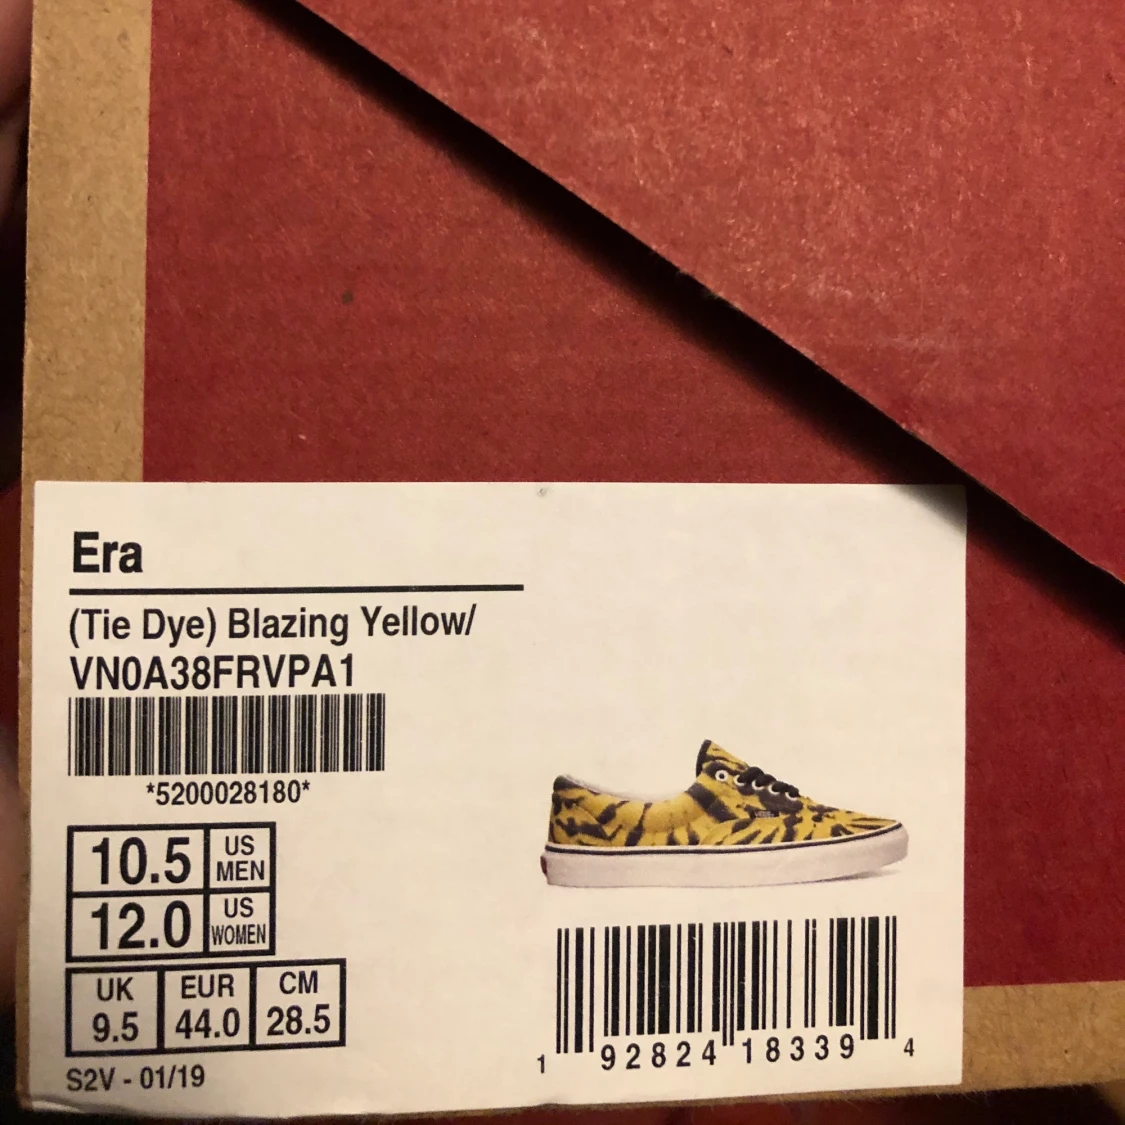 Era
(Tie Dye) Blazing Yellow/
VN0A38FRVPA1
*5200028180*
10.5 US MEN
12.0 US WOMEN
UK EUR CM
9.5 44.0 28.5
S2V - 01/19
1 92824 18339 4